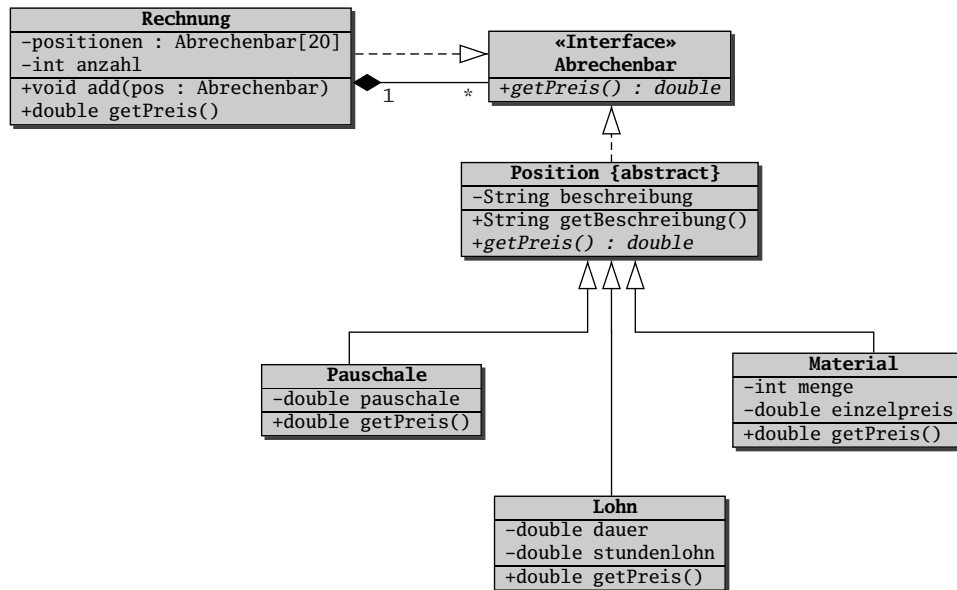 Rechnung
-positionen : Abrechenbar[20]
-int anzahl
+void add(pos : Abrechenbar)
+double getPreis()
1
*
«Interface»
Abrechenbar
+getPreis() : double
Position {abstract}
-String beschreibung
+String getBeschreibung()
+getPreis() : double
Pauschale
-double pauschale
+double getPreis()
Material
-int menge
-double einzelpreis
+double getPreis()
Lohn
-double dauer
-double stundenlohn
+double getPreis()